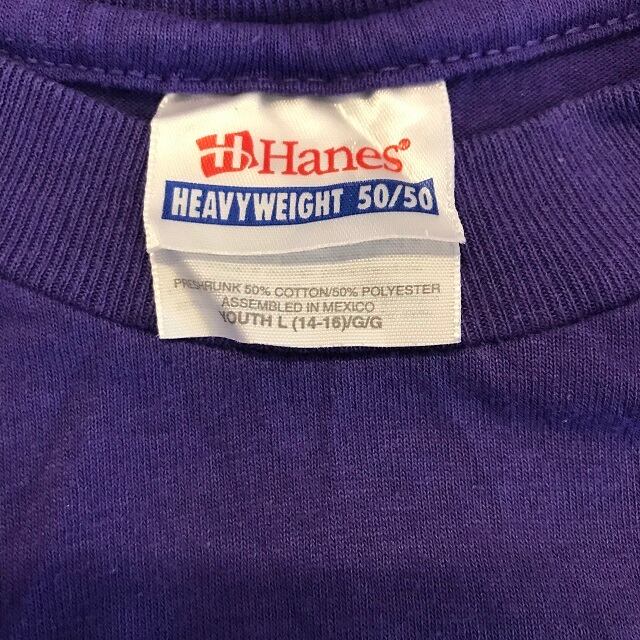 H Hanes®
HEAVYWEIGHT 50/50
PRESHRUNK 50% COTTON/50% POLYESTER
ASSEMBLED IN MEXICO
YOUTH L (14-16)/G/G